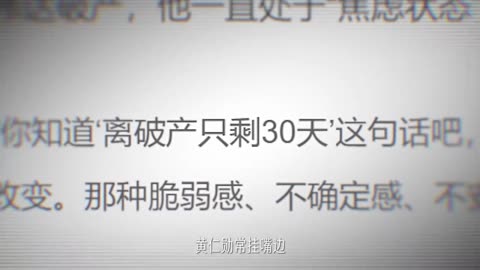 破产，他一直处于“焦虑状态
你知道‘离破产只剩30天’这句话吧，
改变。那种脆弱感、不确定感、不
黄仁勋常挂嘴边